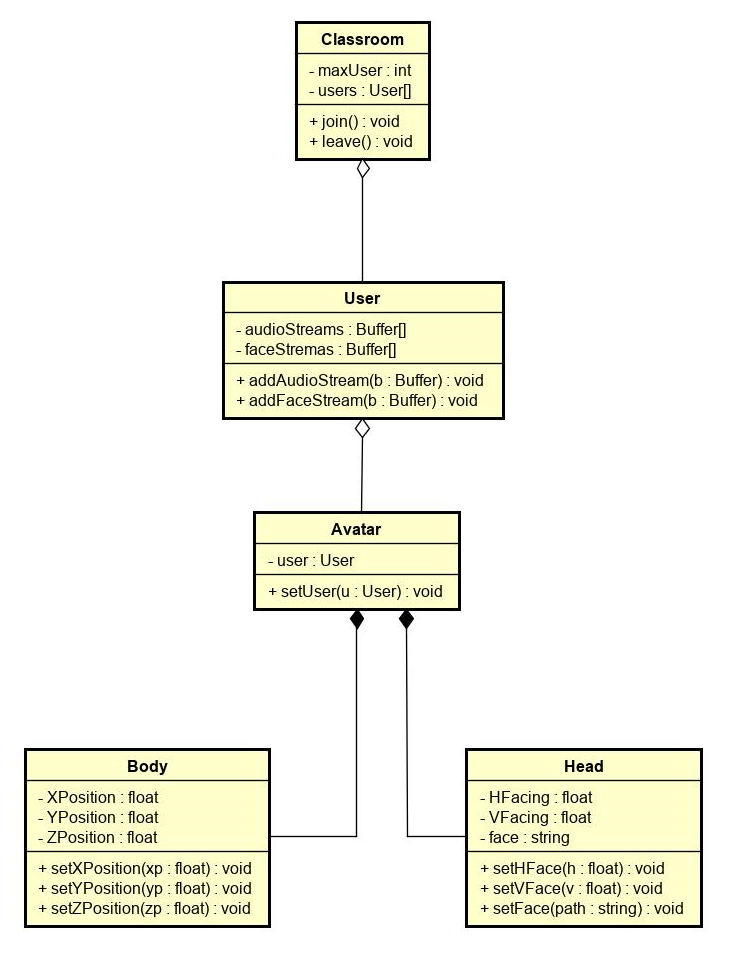 Classroom
- maxUser : int
- users : User[]
+ join() : void
+ leave() : void
User
- audioStreams : Buffer[]
- faceStremas : Buffer[]
+ addAudioStream(b : Buffer) : void
+ addFaceStream(b : Buffer) : void
Avatar
- user : User
+ setUser(u : User) : void
Body
- XPosition : float
- YPosition : float
- ZPosition : float
+ setXPosition(xp : float) : void
+ setYPosition(yp : float) : void
+ setZPosition(zp : float) : void
Head
- HFacing : float
- VFacing : float
- face : string
+ setHFace(h : float) : void
+ setVFace(v : float) : void
+ setFace(path : string) : void